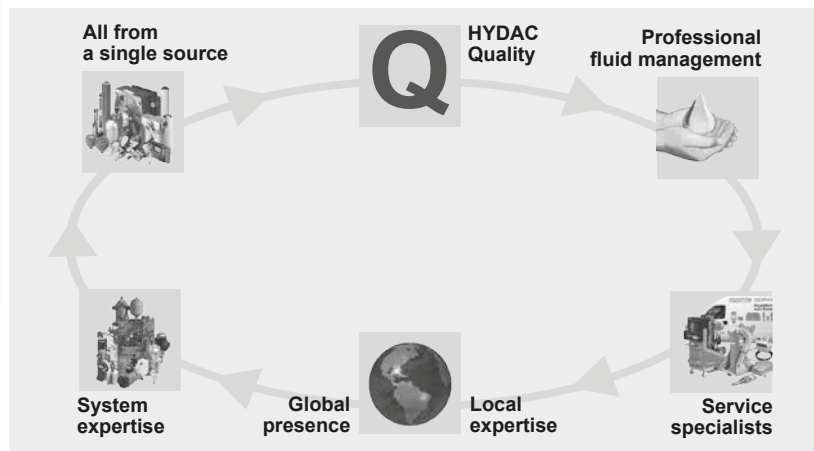 All from
a single source
Q
HYDAC
Quality
Professional
fluid management
System
expertise
Global
presence
Local
expertise
Service
specialists